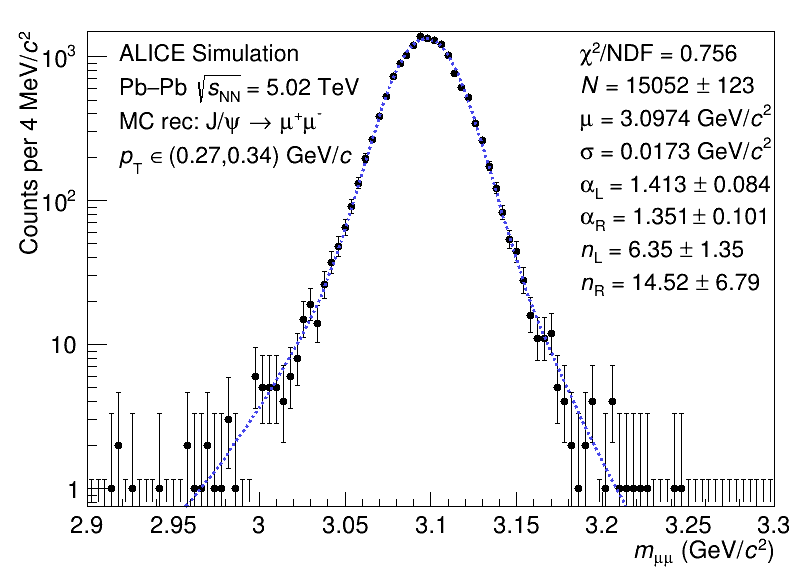 Counts per 4 MeV/c²
10³
10²
10
1
ALICE Simulation
Pb–Pb √sNN = 5.02 TeV
MC rec: J/ψ → μ⁺μ⁻
pT ∈ (0.27,0.34) GeV/c
χ²/NDF = 0.756
N = 15052 ± 123
μ = 3.0974 GeV/c²
σ = 0.0173 GeV/c²
αL = 1.413 ± 0.084
αR = 1.351 ± 0.101
nL = 6.35 ± 1.35
nR = 14.52 ± 6.79
2.9 2.95 3 3.05 3.1 3.15 3.2 3.25 3.3
mμμ (GeV/c²)